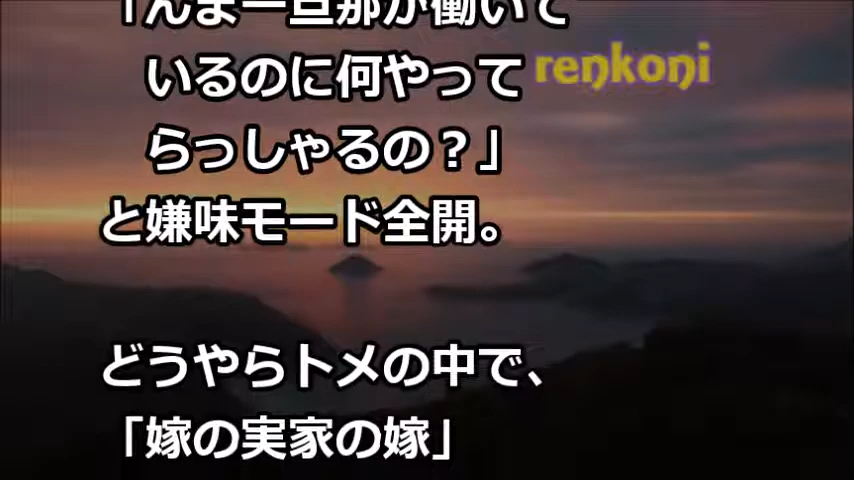 「んまー旦那が働いて
いるのに何やって
らっしゃるの？」
と嫌味モード全開。
どうやらトメの中で、
「嫁の実家の嫁」
renkoni